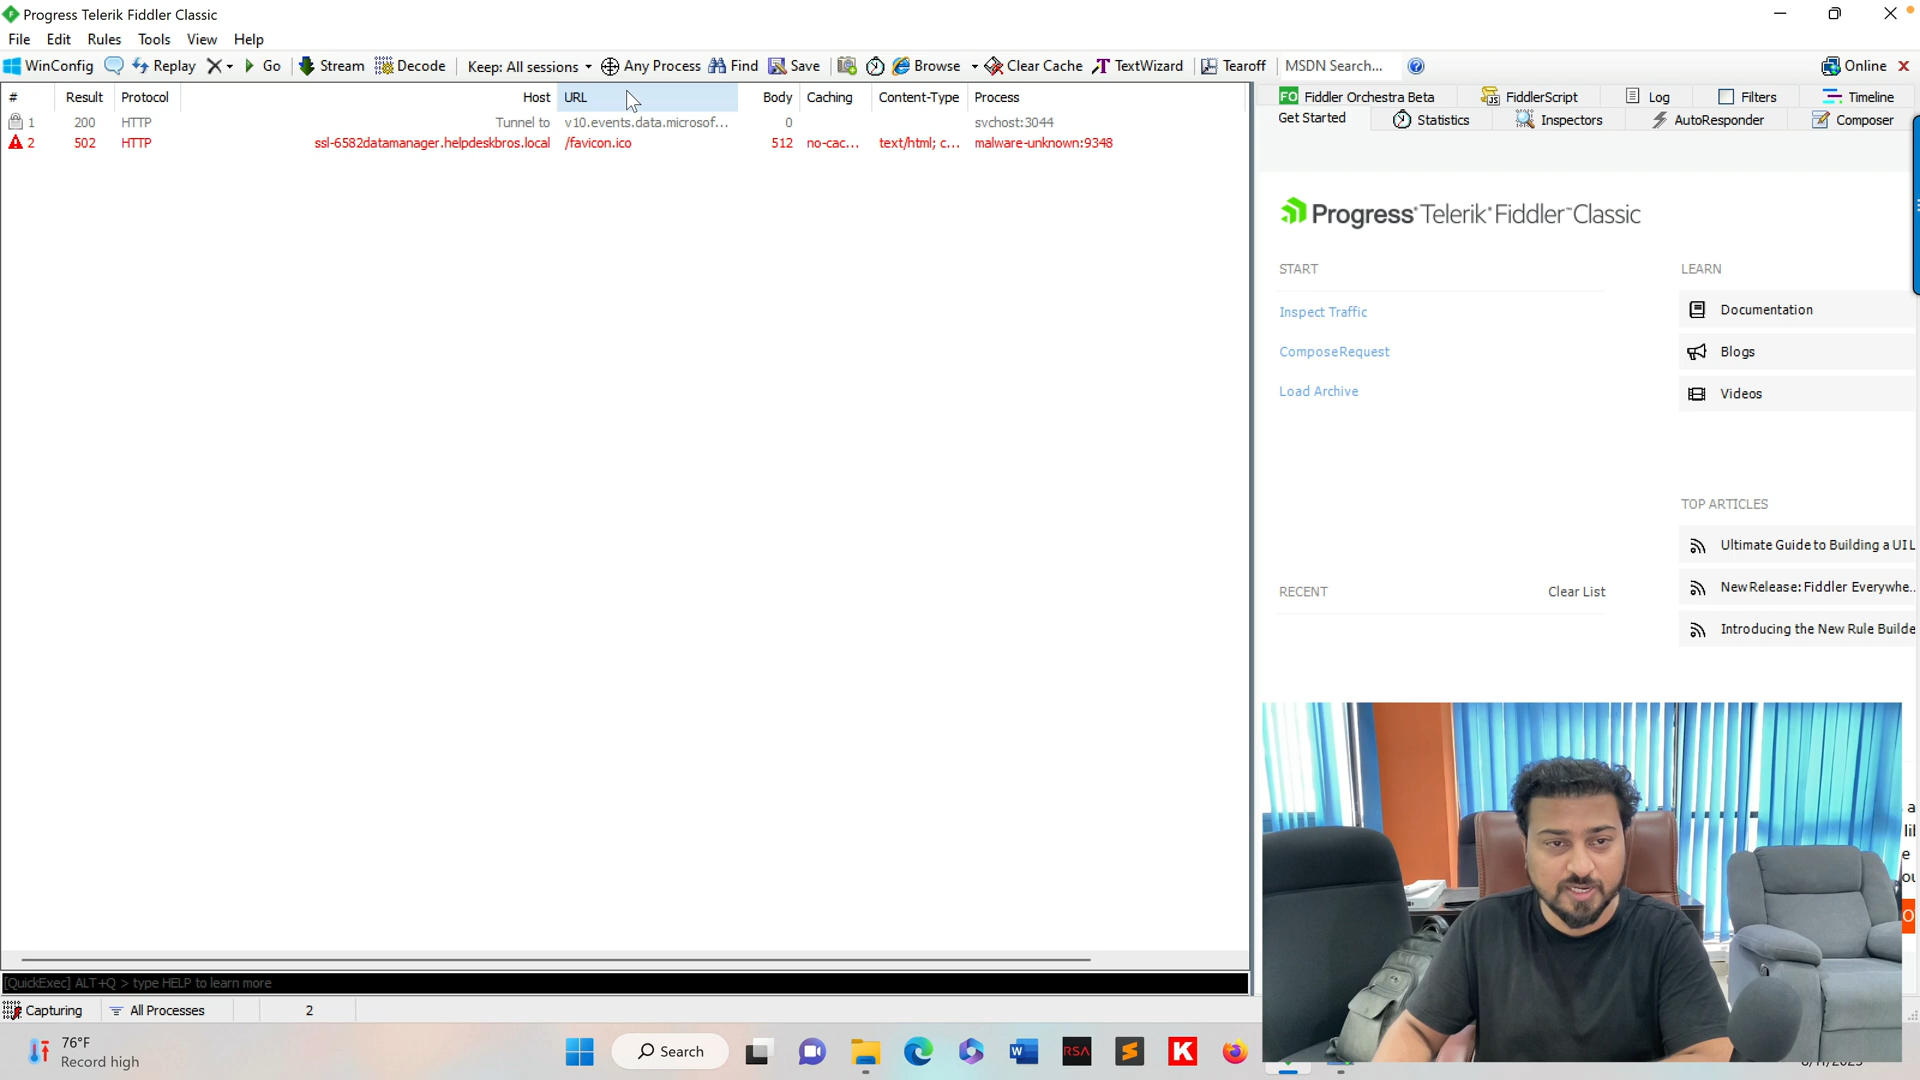 Progress Telerik Fiddler Classic
File Edit Rules Tools View Help
WinConfig Replay Go Stream Decode Keep: All sessions Any Process Find Save Browse Clear Cache TextWizard Tearoff MSDN Search... Online
# Result Protocol Host URL Body Caching Content-Type Process
1 200 HTTP Tunnel to v10.events.data.microsof... 0 svchost:3044
2 502 HTTP ssl-6582datamanager.helpdeskbros.local /favicon.ico 512 no-cac... text/html; c... malware-unknown:9348
FO Fiddler Orchestra Beta FiddlerScript Log Filters Timeline
Get Started Statistics Inspectors AutoResponder Composer
Progress Telerik Fiddler Classic
START
Inspect Traffic
Compose Request
Load Archive
RECENT Clear List
LEARN
Documentation
Blogs
Videos
TOP ARTICLES
Ultimate Guide to Building a UI L
New Release: Fiddler Everywhe..
Introducing the New Rule Builde
[QuickExec] ALT+Q > type HELP to learn more
Capturing All Processes 2
76°F
Record high
Search
RSA